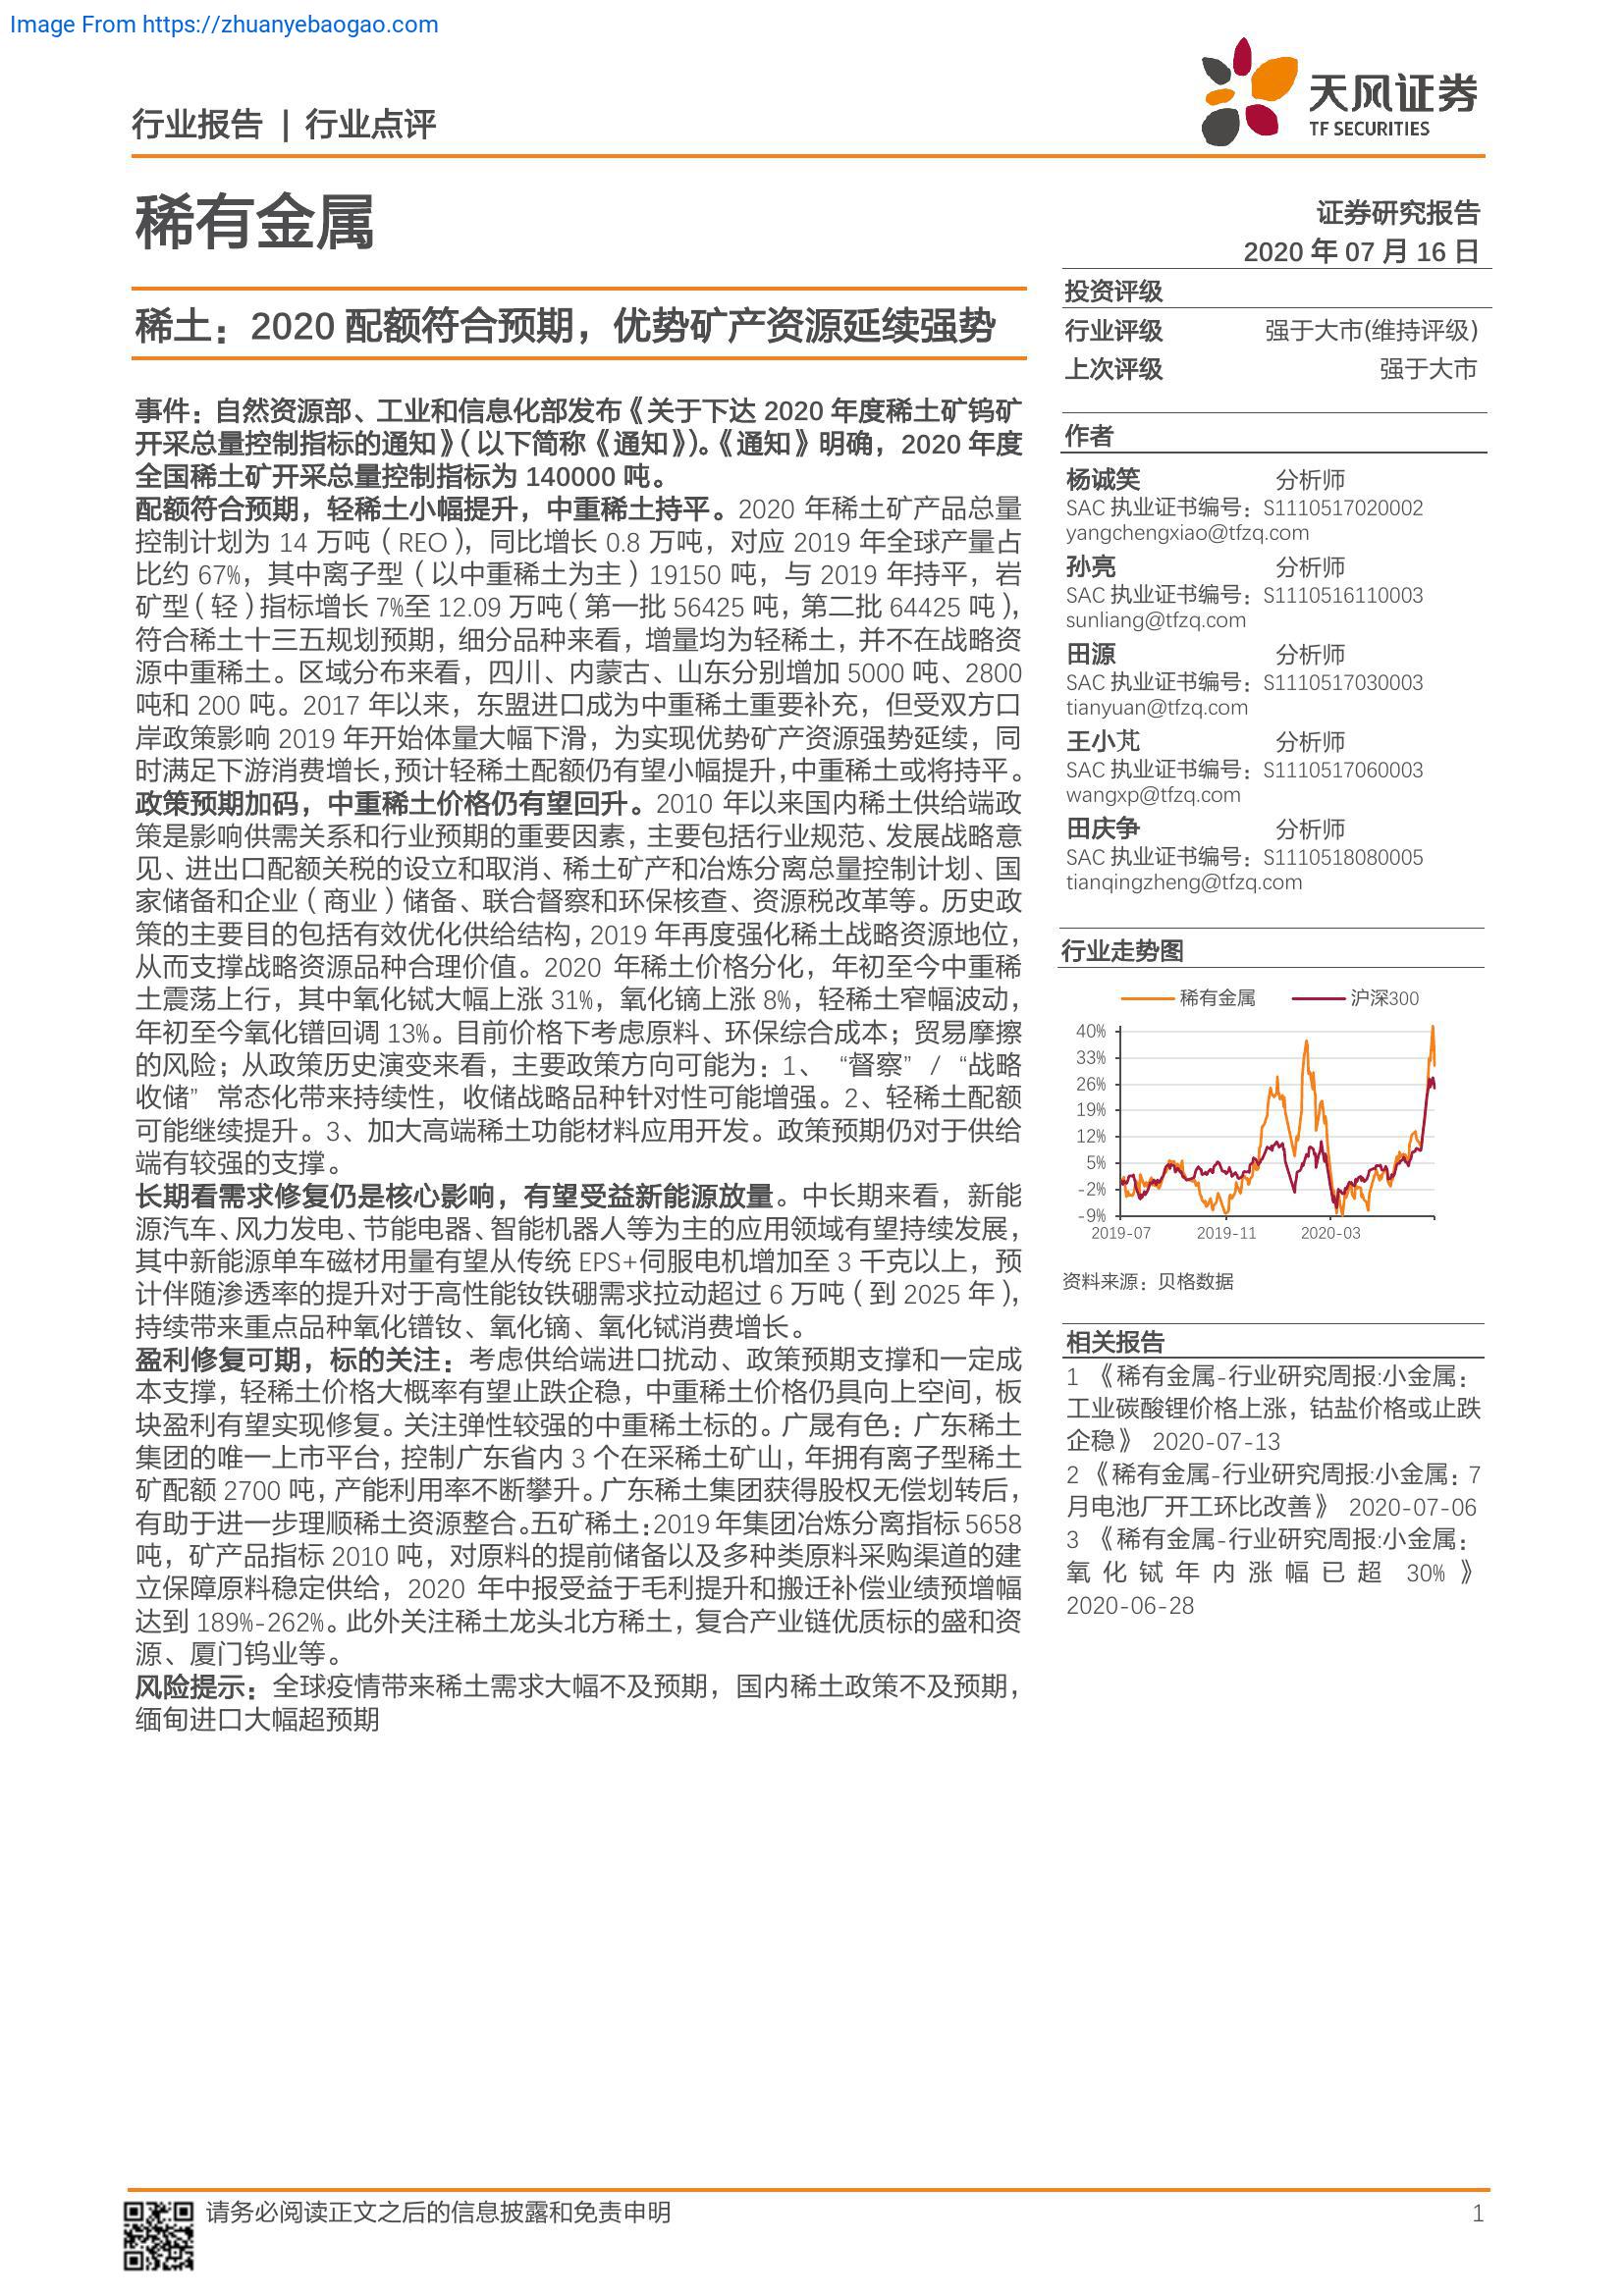 Image From https://zhuanyebaogao.com
行业报告 | 行业点评
天风证券
TF SECURITIES
稀有金属
证券研究报告
2020 年 07 月 16 日
稀土：2020 配额符合预期，优势矿产资源延续强势
事件：自然资源部、工业和信息化部发布《关于下达 2020 年度稀土矿钨矿
开采总量控制指标的通知》（以下简称《通知》）。《通知》明确，2020 年度
全国稀土矿开采总量控制指标为 140000 吨。
配额符合预期，轻稀土小幅提升，中重稀土持平。2020 年稀土矿产品总量
控制计划为 14 万吨（REO），同比增长 0.8 万吨，对应 2019 年全球产量占
比约 67%，其中离子型（以中重稀土为主）19150 吨，与 2019 年持平，岩
矿型（轻）指标增长 7%至 12.09 万吨（第一批 56425 吨，第二批 64425 吨），
符合稀土十三五规划预期，细分品种来看，增量均为轻稀土，并不在战略资
源中重稀土。区域分布来看，四川、内蒙古、山东分别增加 5000 吨、2800
吨和 200 吨。2017 年以来，东盟进口成为中重稀土重要补充，但受双方口
岸政策影响 2019 年开始体量大幅下滑，为实现优势矿产资源强势延续，同
时满足下游消费增长，预计轻稀土配额仍有望小幅提升，中重稀土或将持平。
政策预期加码，中重稀土价格仍有望回升。2010 年以来国内稀土供给端政
策是影响供需关系和行业预期的重要因素，主要包括行业规范、发展战略意
见、进出口配额关税的设立和取消、稀土矿产和冶炼分离总量控制计划、国
家储备和企业（商业）储备、联合督察和环保核查、资源税改革等。历史政
策的主要目的包括有效优化供给结构，2019 年再度强化稀土战略资源地位，
从而支撑战略资源品种合理价值。2020 年稀土价格分化，年初至今中重稀
土震荡上行，其中氧化铽大幅上涨 31%，氧化镝上涨 8%，轻稀土窄幅波动，
年初至今氧化镨回调 13%。目前价格下考虑原料、环保综合成本；贸易摩擦
的风险；从政策历史演变来看，主要政策方向可能为：1、“督察” / “战略
收储” 常态化带来持续性，收储战略品种针对性可能增强。2、轻稀土配额
可能继续提升。3、加大高端稀土功能材料应用开发。政策预期仍对于供给
端有较强的支撑。
长期看需求修复仍是核心影响，有望受益新能源放量。中长期来看，新能
源汽车、风力发电、节能电器、智能机器人等为主的应用领域有望持续发展，
其中新能源单车磁材用量有望从传统 EPS+伺服电机增加至 3 千克以上，预
计伴随渗透率的提升对于高性能钕铁硼需求拉动超过 6 万吨（到 2025 年），
持续带来重点品种氧化镨钕、氧化镝、氧化铽消费增长。
盈利修复可期，标的关注：考虑供给端进口扰动、政策预期支撑和一定成
本支撑，轻稀土价格大概率有望止跌企稳，中重稀土价格仍具向上空间，板
块盈利有望实现修复。关注弹性较强的中重稀土标的。广晟有色：广东稀土
集团的唯一上市平台，控制广东省内 3 个在采稀土矿山，年拥有离子型稀土
矿配额 2700 吨，产能利用率不断攀升。广东稀土集团获得股权无偿划转后，
有助于进一步理顺稀土资源整合。五矿稀土：2019 年集团冶炼分离指标 5658
吨，矿产品指标 2010 吨，对原料的提前储备以及多种类原料采购渠道的建
立保障原料稳定供给，2020 年中报受益于毛利提升和搬迁补偿业绩预增幅
达到 189%-262%。此外关注稀土龙头北方稀土，复合产业链优质标的盛和资
源、厦门钨业等。
风险提示：全球疫情带来稀土需求大幅不及预期，国内稀土政策不及预期，
缅甸进口大幅超预期
投资评级
行业评级 强于大市(维持评级)
上次评级 强于大市
作者
杨诚笑 分析师
SAC 执业证书编号：S1110517020002
yangchengxiao@tfzq.com
孙亮 分析师
SAC 执业证书编号：S1110516110003
sunliang@tfzq.com
田源 分析师
SAC 执业证书编号：S1110517030003
tianyuan@tfzq.com
王小芃 分析师
SAC 执业证书编号：S1110517060003
wangxp@tfzq.com
田庆争 分析师
SAC 执业证书编号：S1110518080005
tianqingzheng@tfzq.com
行业走势图
稀有金属 沪深300
40%
33%
26%
19%
12%
5%
-2%
-9%
2019-07 2019-11 2020-03
资料来源：贝格数据
相关报告
1 《稀有金属-行业研究周报:小金属：
工业碳酸锂价格上涨，钴盐价格或止跌
企稳》 2020-07-13
2 《稀有金属-行业研究周报:小金属：7
月电池厂开工环比改善》 2020-07-06
3 《稀有金属-行业研究周报:小金属：
氧化铽年内涨幅已超 30%》
2020-06-28
请务必阅读正文之后的信息披露和免责申明
1